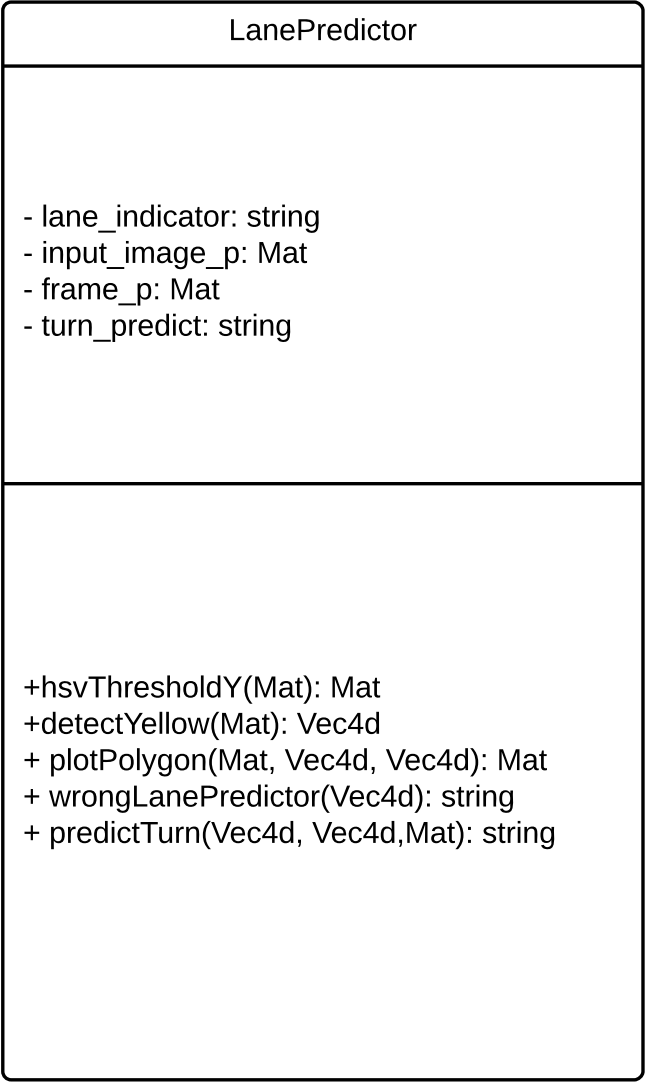 LanePredictor
- lane_indicator: string
- input_image_p: Mat
- frame_p: Mat
- turn_predict: string
+hsvThresholdY(Mat): Mat
+detectYellow(Mat): Vec4d
+ plotPolygon(Mat, Vec4d, Vec4d): Mat
+ wrongLanePredictor(Vec4d): string
+ predictTurn(Vec4d, Vec4d,Mat): string